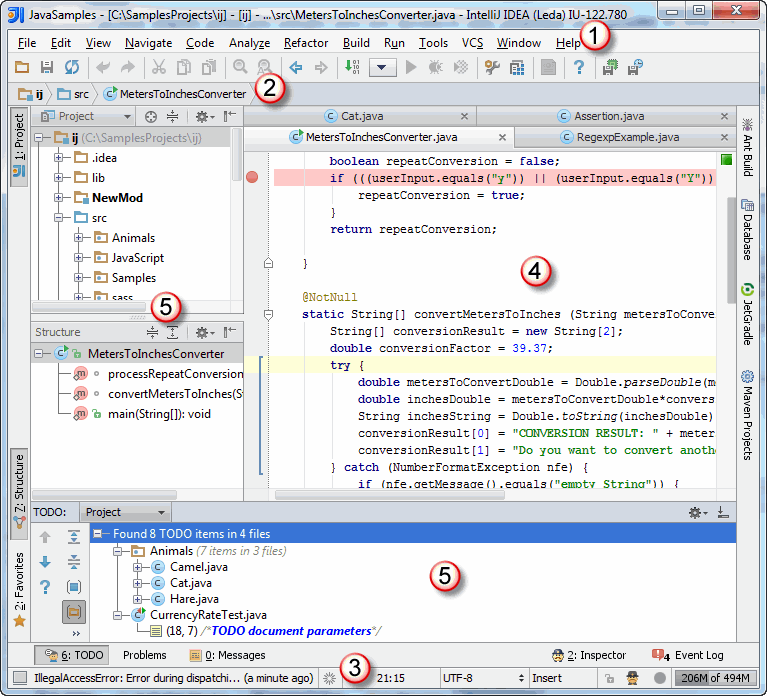 JavaSamples - [C:\SamplesProjects\ij] - [ij] - ...\src\MetersToInchesConverter.java - IntelliJ IDEA (Leda) IU-122.780
File Edit View Navigate Code Analyze Refactor Build Run Tools VCS Window Help
1
ij src MetersToInchesConverter
2
1: Project
Project
Cat.java
Assertion.java
MetersToInchesConverter.java
RegexpExample.java
ij (C:\SamplesProjects\ij)
.idea
lib
NewMod
src
Animals
JavaScript
Samples
sass
5
boolean repeatConversion = false;
if (((userInput.equals("y")) || (userInput.equals("Y"))
repeatConversion = true;
}
return repeatConversion;
}
4
@NotNull
static String[] convertMetersToInches (String metersToConve
String[] conversionResult = new String[2];
double conversionFactor = 39.37;
try {
double metersToConvertDouble = Double.parseDouble(m
double inchesDouble = metersToConvertDouble*convers
String inchesString = Double.toString(inchesDouble)
conversionResult[0] = "CONVERSION RESULT: " + meter
conversionResult[1] = "Do you want to convert anoth
} catch (NumberFormatException nfe) {
if (nfe.getMessage().equals("empty String")) {
Ant Build
Database
JetGradle
Maven Projects
Structure
MetersToInchesConverter
processRepeatConversion
convertMetersToInches(S
main(String[]): void
Z: Structure
2: Favorites
TODO: Project
Found 8 TODO items in 4 files
Animals (7 items in 3 files)
Camel.java
Cat.java
Hare.java
CurrencyRateTest.java
(18, 7) /*TODO document parameters*/
5
6: TODO Problems 0: Messages 2: Inspector Event Log
IllegalAccessError: Error during dispatchi... (a minute ago) 3 21:15 UTF-8 Insert 206M of 494M